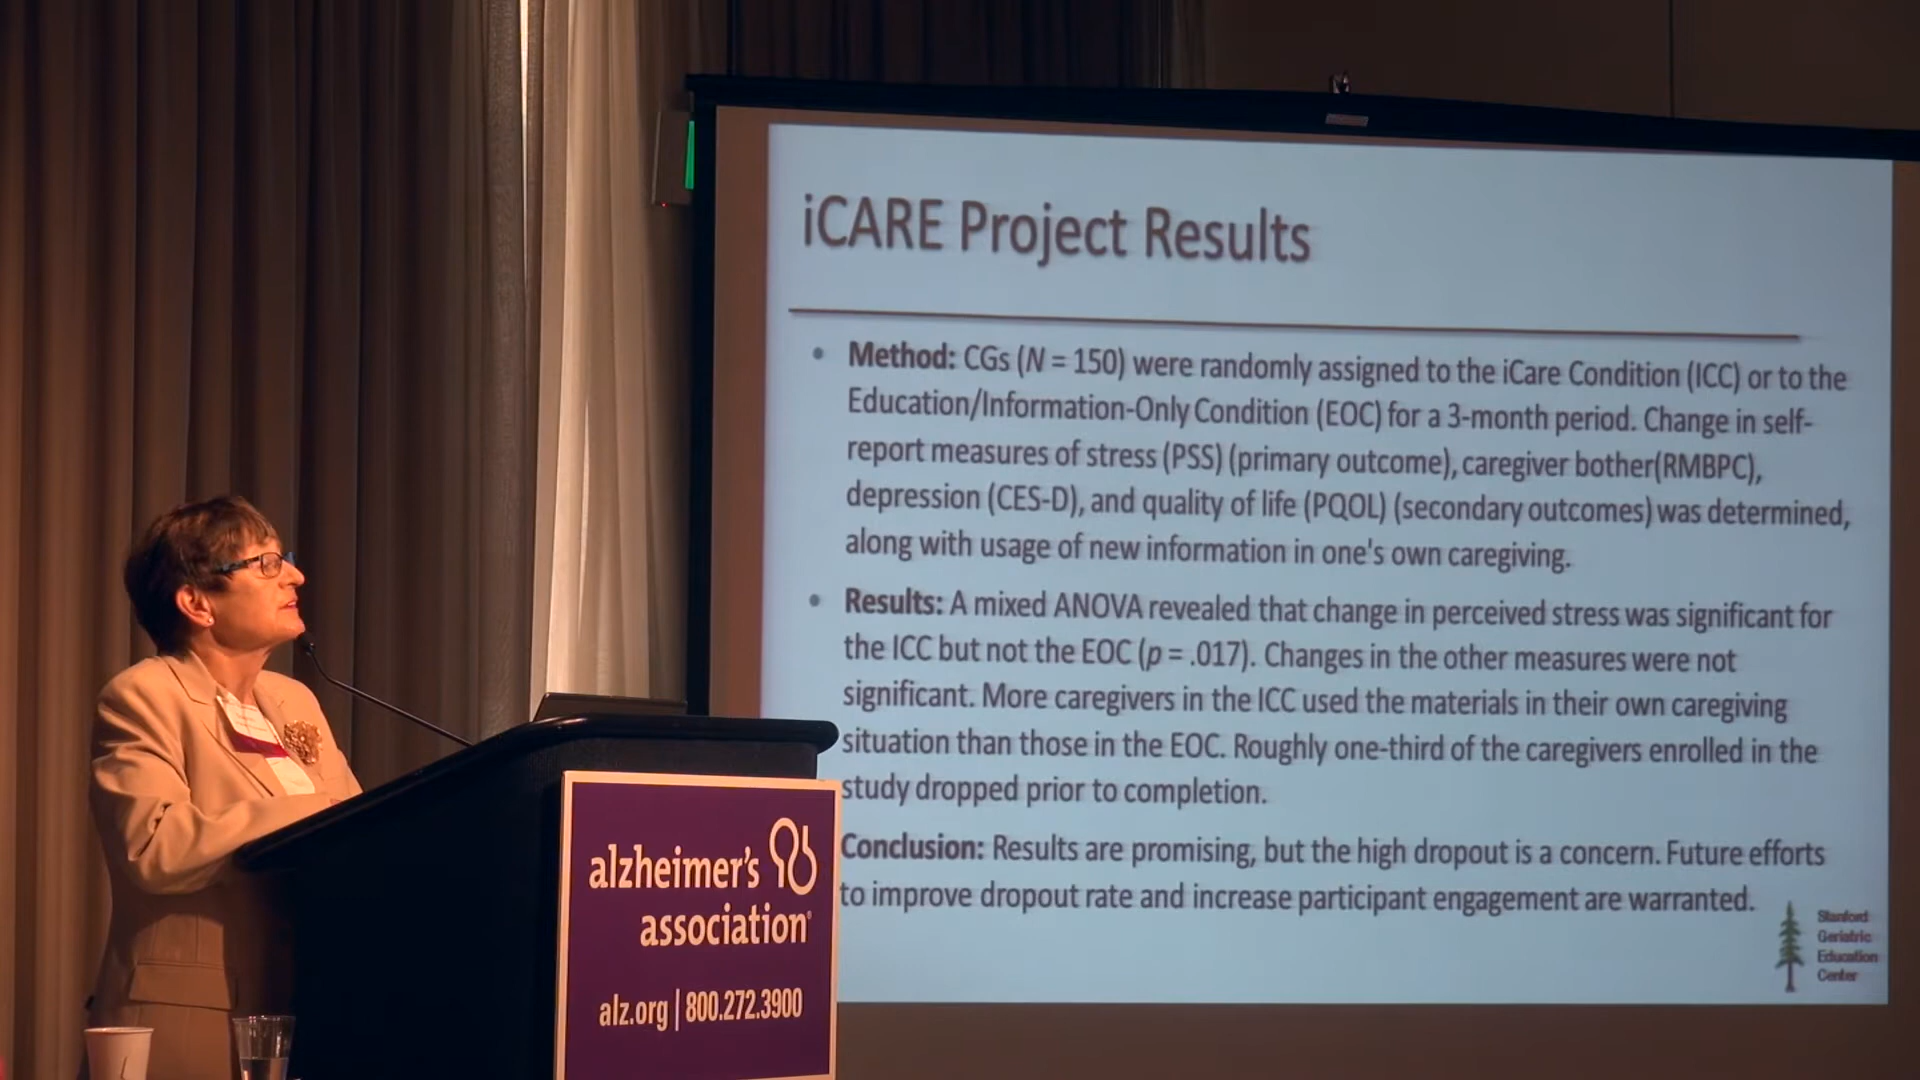 iCARE Project Results
• Method: CGs (N = 150) were randomly assigned to the iCare Condition (ICC) or to the
Education/Information-Only Condition (EOC) for a 3-month period. Change in self-
report measures of stress (PSS) (primary outcome), caregiver bother(RMBPC),
depression (CES-D), and quality of life (PQOL) (secondary outcomes) was determined,
along with usage of new information in one's own caregiving.
• Results: A mixed ANOVA revealed that change in perceived stress was significant for
the ICC but not the EOC (p = .017). Changes in the other measures were not
significant. More caregivers in the ICC used the materials in their own caregiving
situation than those in the EOC. Roughly one-third of the caregivers enrolled in the
study dropped prior to completion.
Conclusion: Results are promising, but the high dropout is a concern. Future efforts
to improve dropout rate and increase participant engagement are warranted.
Stanford
Geriatric
Education
Center
alzheimer's
association®
alz.org | 800.272.3900